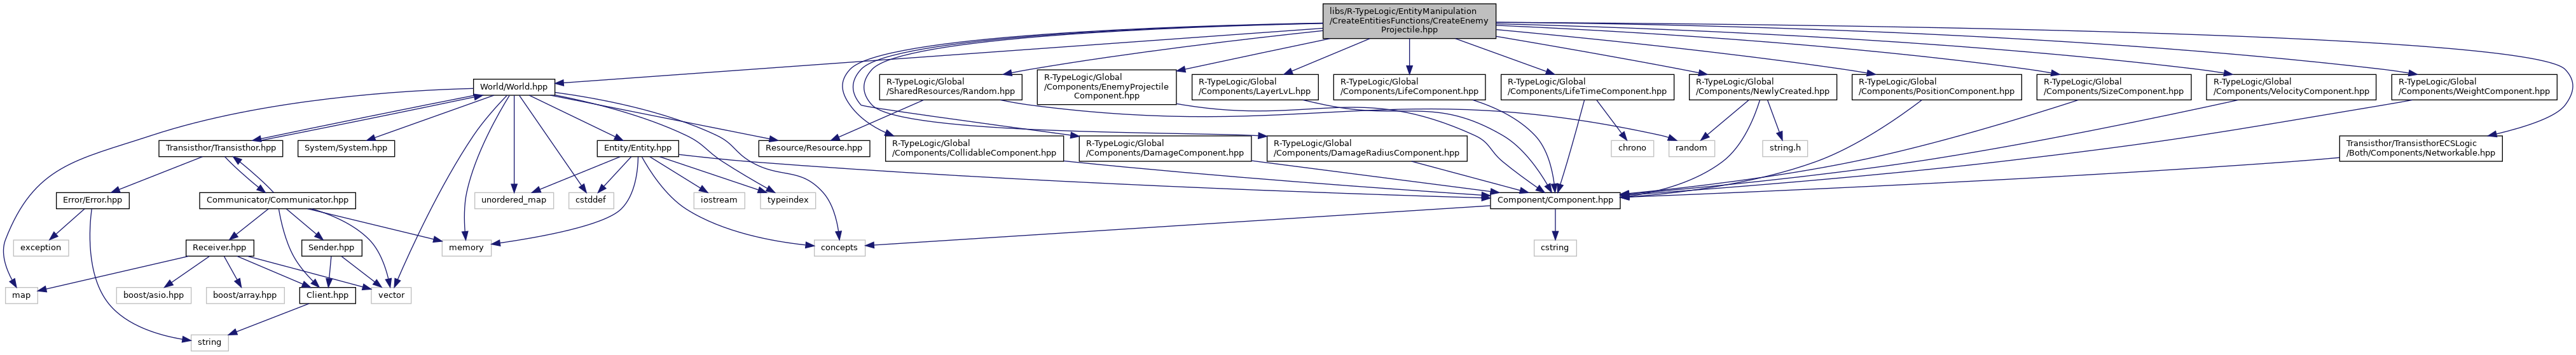 libs/R-TypeLogic/EntityManipulation
/CreateEntitiesFunctions/CreateEnemy
Projectile.hpp
World/World.hpp
R-TypeLogic/Global
/SharedResources/Random.hpp
R-TypeLogic/Global
/Components/EnemyProjectile
Component.hpp
R-TypeLogic/Global
/Components/LayerLvL.hpp
R-TypeLogic/Global
/Components/LifeComponent.hpp
R-TypeLogic/Global
/Components/LifeTimeComponent.hpp
R-TypeLogic/Global
/Components/NewlyCreated.hpp
R-TypeLogic/Global
/Components/PositionComponent.hpp
R-TypeLogic/Global
/Components/SizeComponent.hpp
R-TypeLogic/Global
/Components/VelocityComponent.hpp
R-TypeLogic/Global
/Components/WeightComponent.hpp
Transisthor/Transisthor.hpp
System/System.hpp
Entity/Entity.hpp
Resource/Resource.hpp
R-TypeLogic/Global
/Components/CollidableComponent.hpp
R-TypeLogic/Global
/Components/DamageComponent.hpp
R-TypeLogic/Global
/Components/DamageRadiusComponent.hpp
chrono
random
string.h
Transisthor/TransisthorECSLogic
/Both/Components/Networkable.hpp
Error/Error.hpp
Communicator/Communicator.hpp
unordered_map
cstddef
iostream
typeindex
Component/Component.hpp
exception
Receiver.hpp
Sender.hpp
memory
concepts
cstring
map
boost/asio.hpp
boost/array.hpp
Client.hpp
vector
string